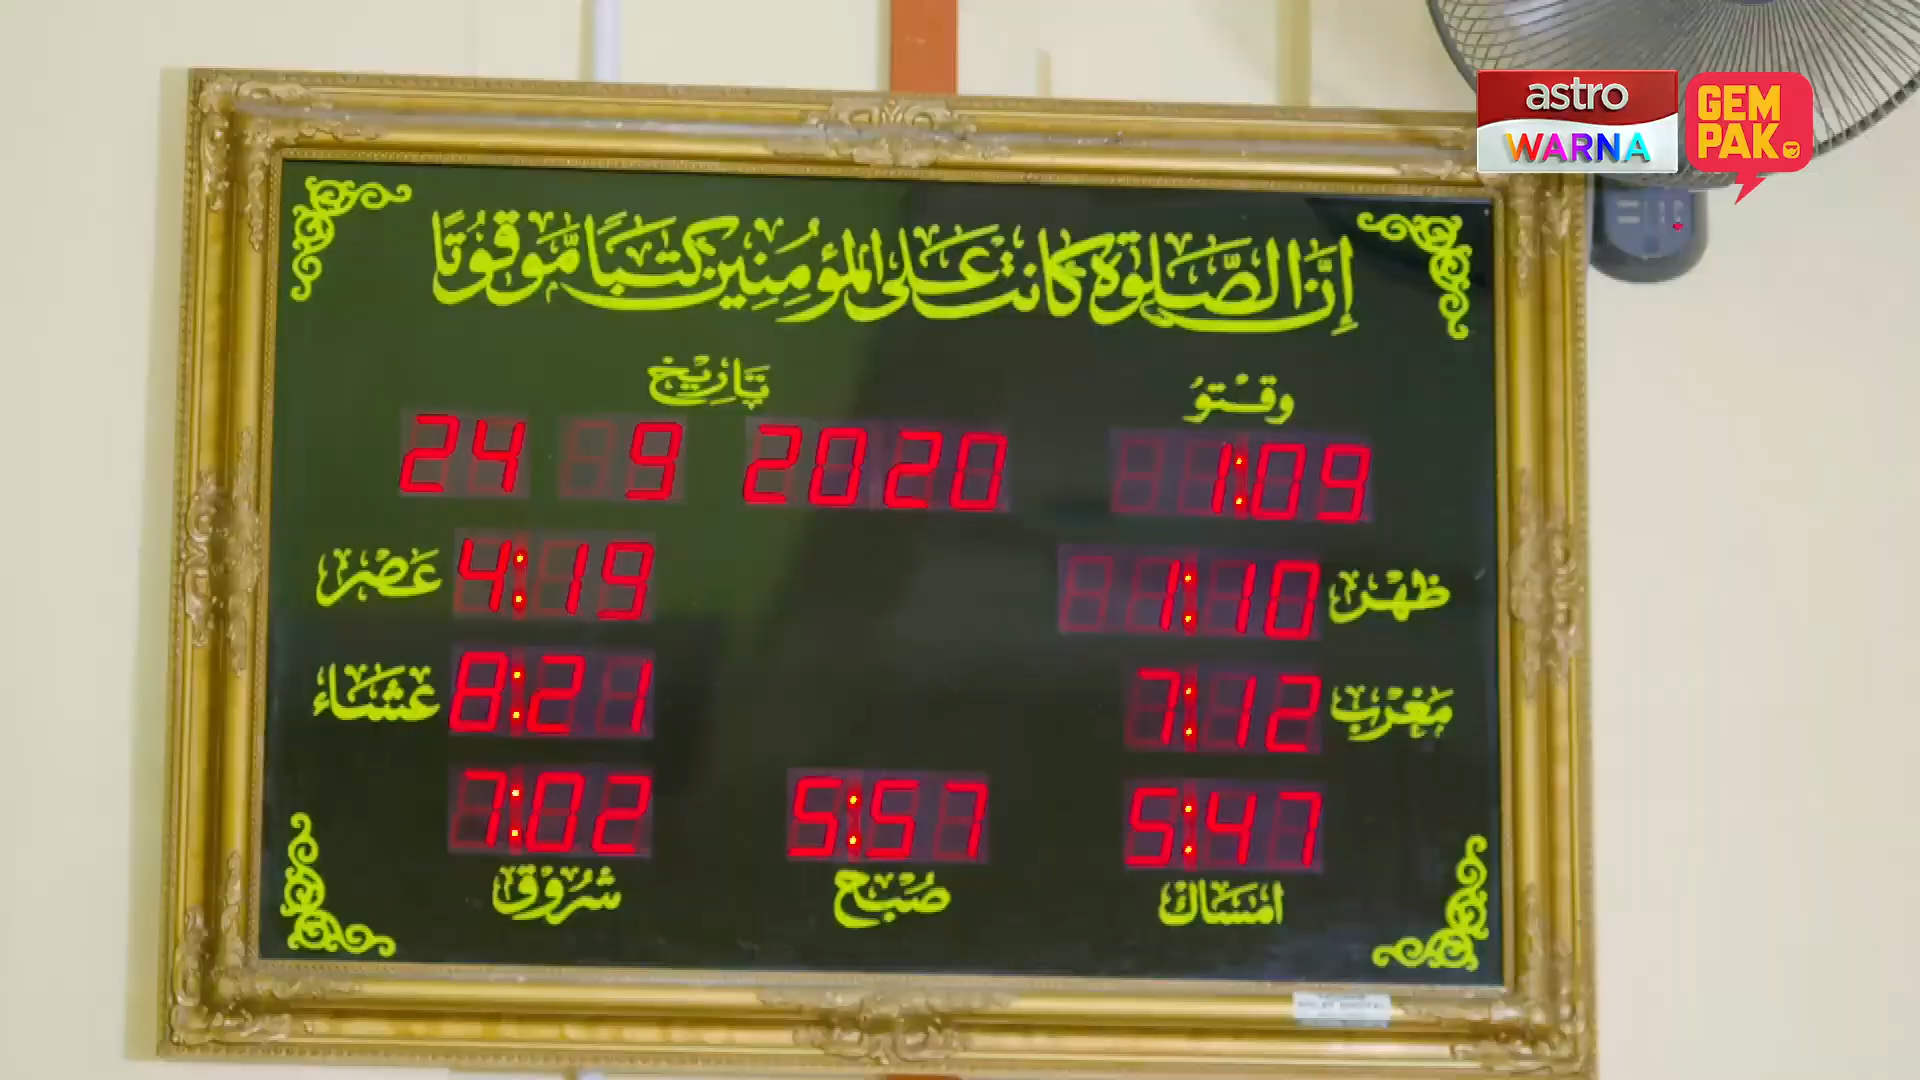 astro
WARNA
GEM
PAK
إِنَّ الصَّلَوٰةَ كَانَتْ عَلَى الْمُؤْمِنِينَ كِتَٰبًا مَّوْقُوتًا
وقتو
تاريخ
24 9 2020
1:09
ظهر 1:10
عصر 4:19
مغرب 7:12
عشاء 8:21
5:47 5:57 7:02
امساك صبح شروق